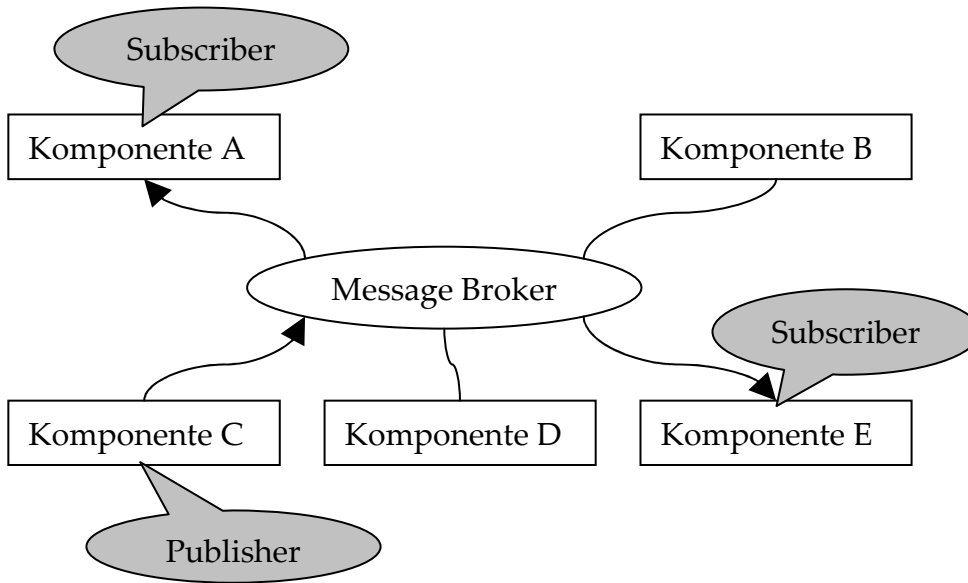 Subscriber
Komponente A
Komponente B
Message Broker
Subscriber
Komponente C
Komponente D
Komponente E
Publisher